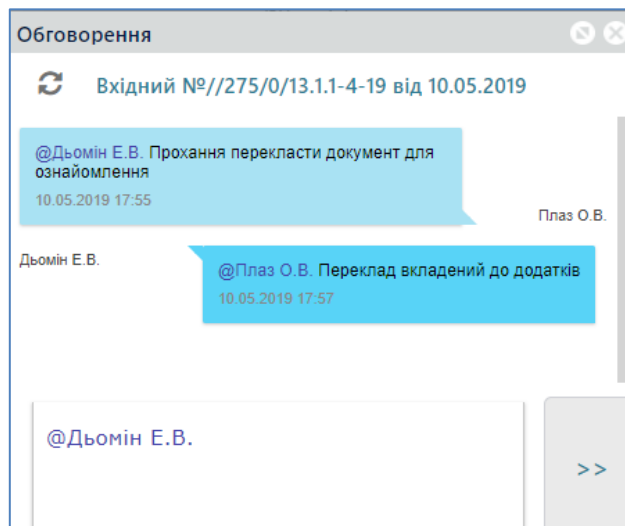 Обговорення
Вхідний №//275/0/13.1.1-4-19 від 10.05.2019
@Дьомін Е.В. Прохання перекласти документ для
ознайомлення
10.05.2019 17:55
Плаз О.В.
Дьомін Е.В.
@Плаз О.В. Переклад вкладений до додатків
10.05.2019 17:57
@Дьомін Е.В.
>>